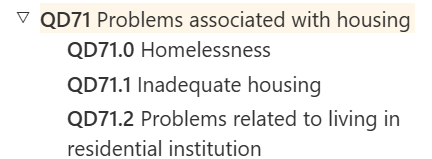 QD71 Problems associated with housing
QD71.0 Homelessness
QD71.1 Inadequate housing
QD71.2 Problems related to living in
residential institution